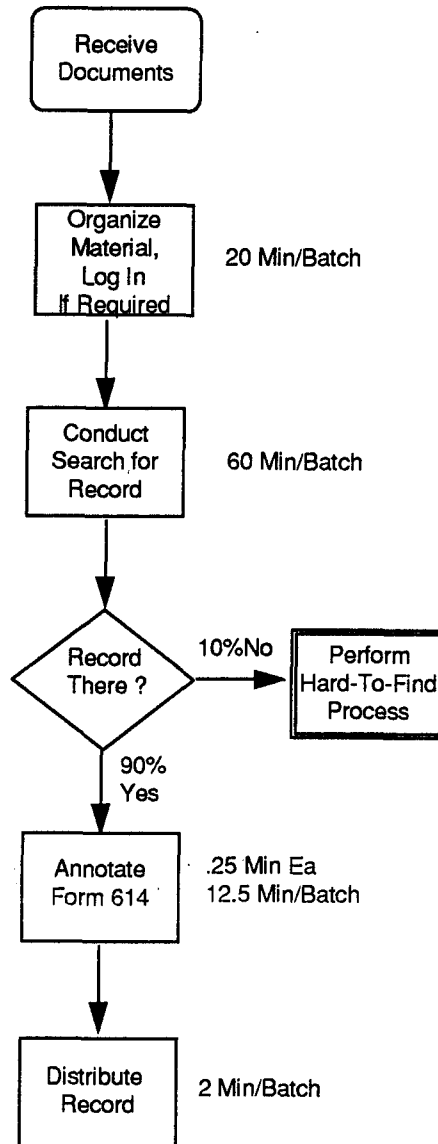 Receive
Documents
Organize
Material,
Log In
If Required
20 Min/Batch
Conduct
Search for
Record
60 Min/Batch
Record
There ?
10%No
Perform
Hard-To-Find
Process
90%
Yes
Annotate
Form 614
.25 Min Ea
12.5 Min/Batch
Distribute
Record
2 Min/Batch